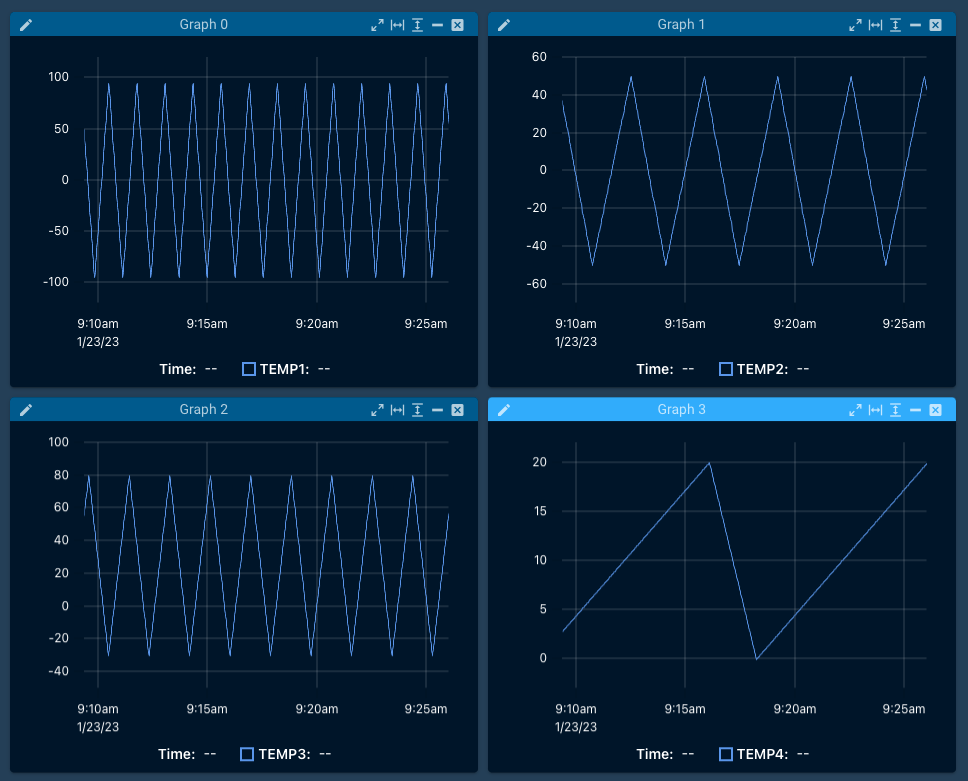 Graph 0
100
50
0
-50
-100
9:10am 9:15am 9:20am 9:25am
1/23/23
Time: -- TEMP1: --
Graph 1
60
40
20
0
-20
-40
-60
9:10am 9:15am 9:20am 9:25am
1/23/23
Time: -- TEMP2: --
Graph 2
100
80
60
40
20
0
-20
-40
9:10am 9:15am 9:20am 9:25am
1/23/23
Time: -- TEMP3: --
Graph 3
20
15
10
5
0
9:10am 9:15am 9:20am 9:25am
1/23/23
Time: -- TEMP4: --